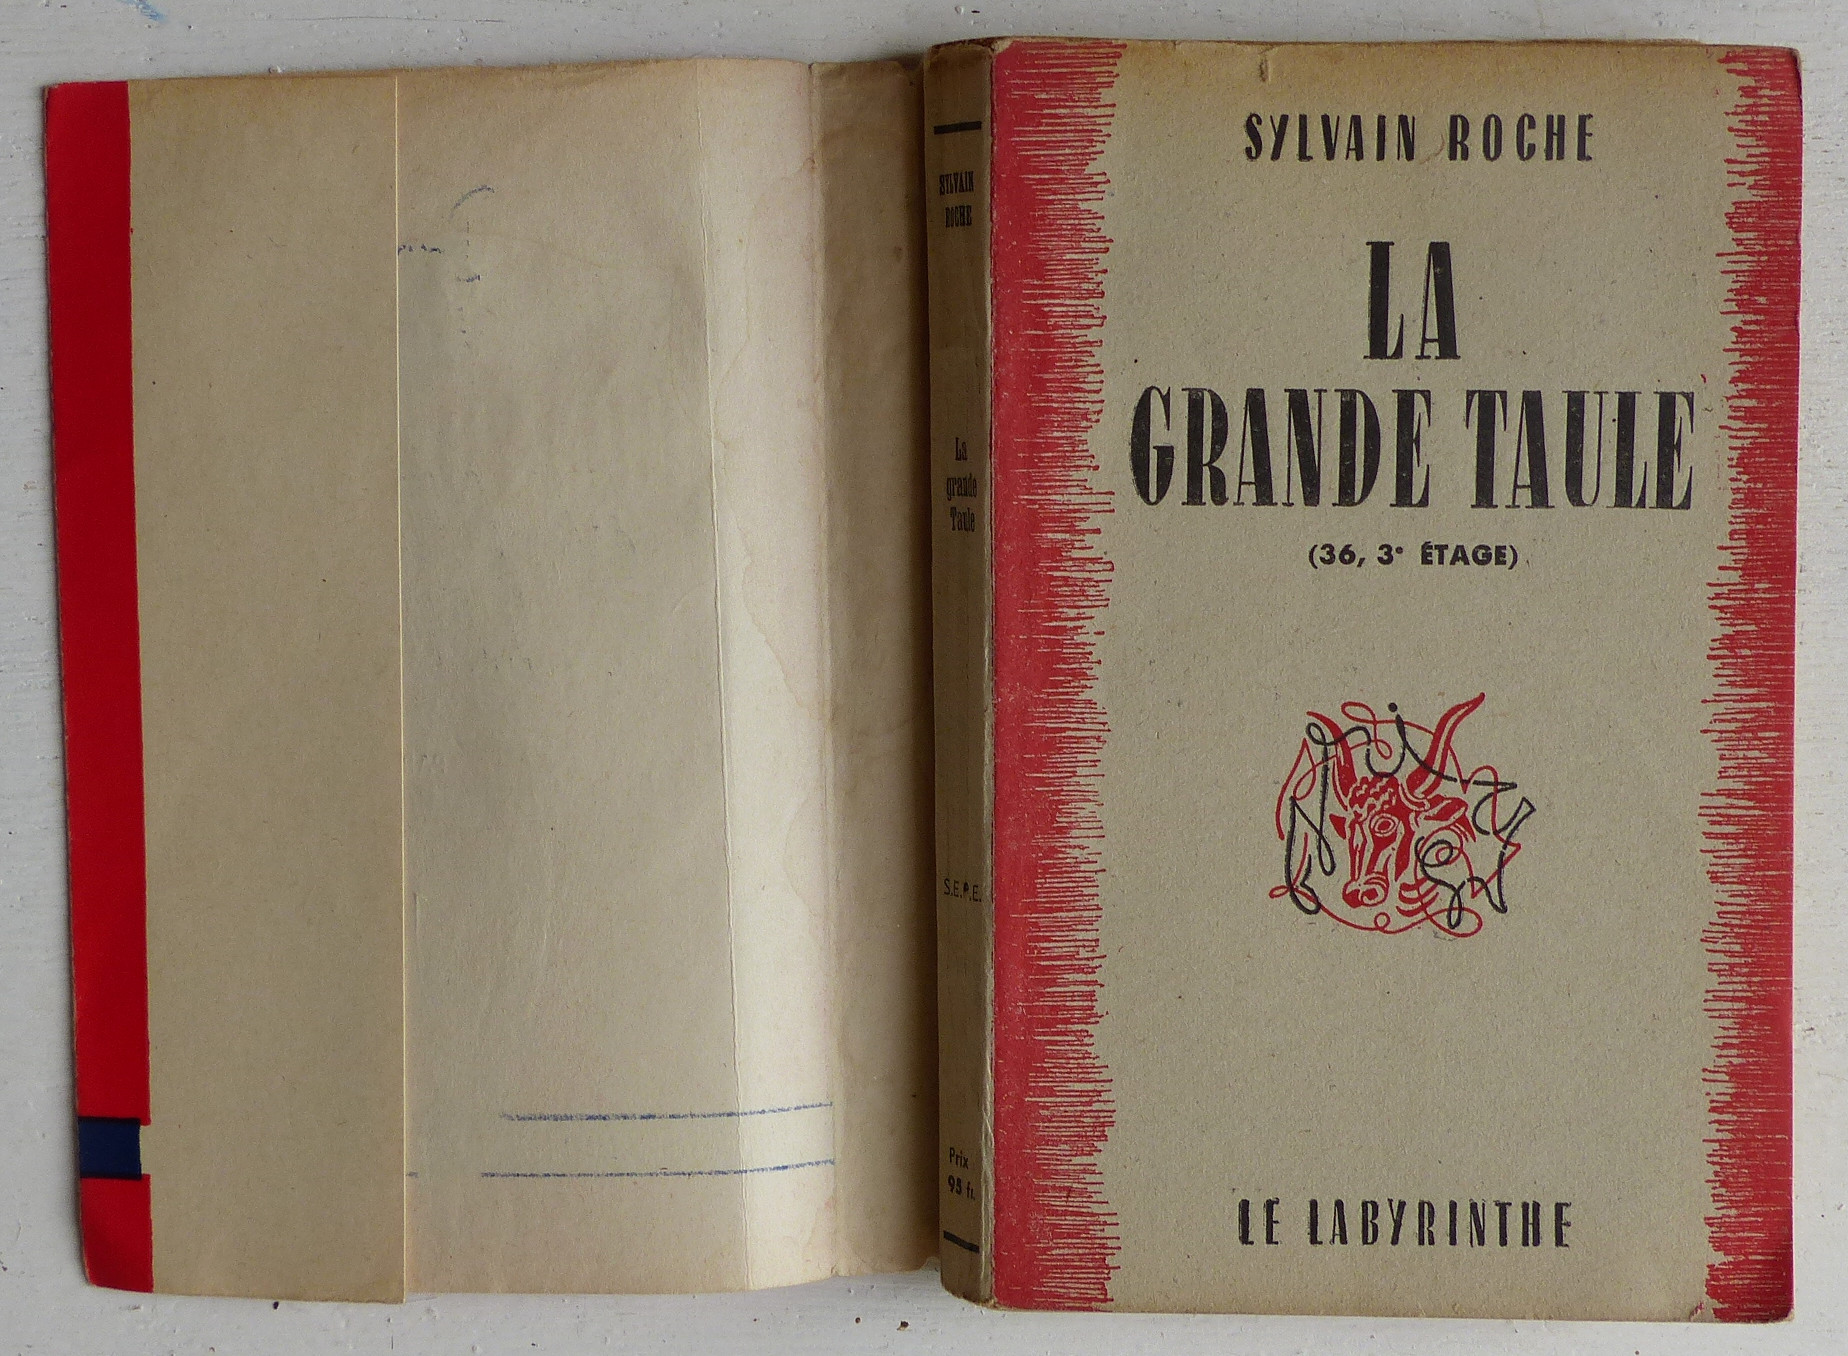 SYLVAIN
ROCHE
La
grande
Taule
S.E.P.E.
Prix
95 fr.
SYLVAIN ROCHE
LA
GRANDE TAULE
(36, 3e ÉTAGE)
LE LABYRINTHE